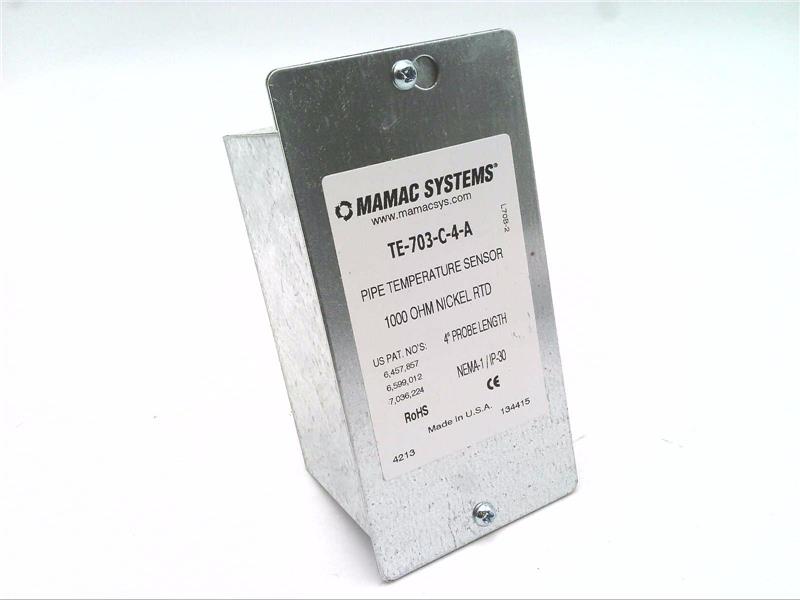 MAMAC SYSTEMS®
www.mamacsys.com
L708-2
TE-703-C-4-A
PIPE TEMPERATURE SENSOR
1000 OHM NICKEL RTD
4" PROBE LENGTH
US PAT. NO'S:
6,457,857
6,599,012
7,036,224
NEMA-1 / IP-30
RoHS
CE
Made in U.S.A.
134415
4213